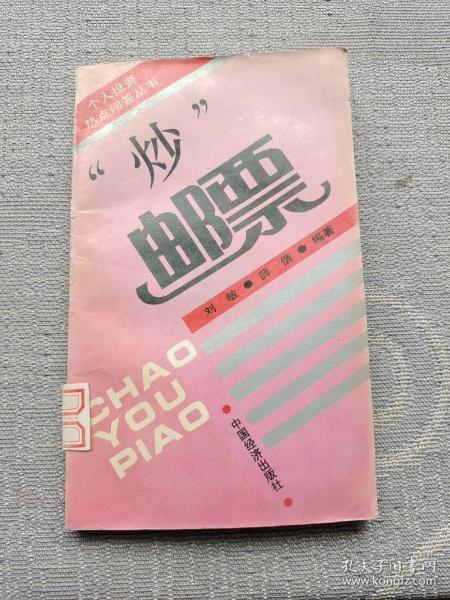 个人投资
热点问答丛书
“炒”
邮票
刘敏●薛倩●编著
CHAO
YOU
PIAO
●中国经济出版社●
孔夫子旧书网
www.kongfz.com